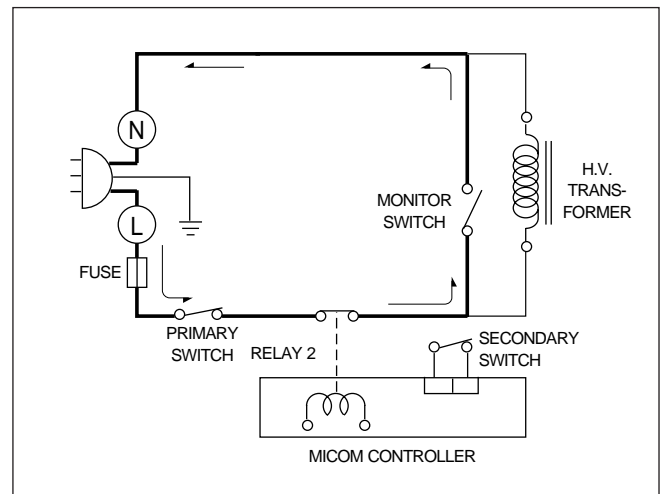 N
H.V.
TRANS-
FORMER
MONITOR
SWITCH
L
FUSE
PRIMARY
SWITCH
RELAY 2
SECONDARY
SWITCH
MICOM CONTROLLER